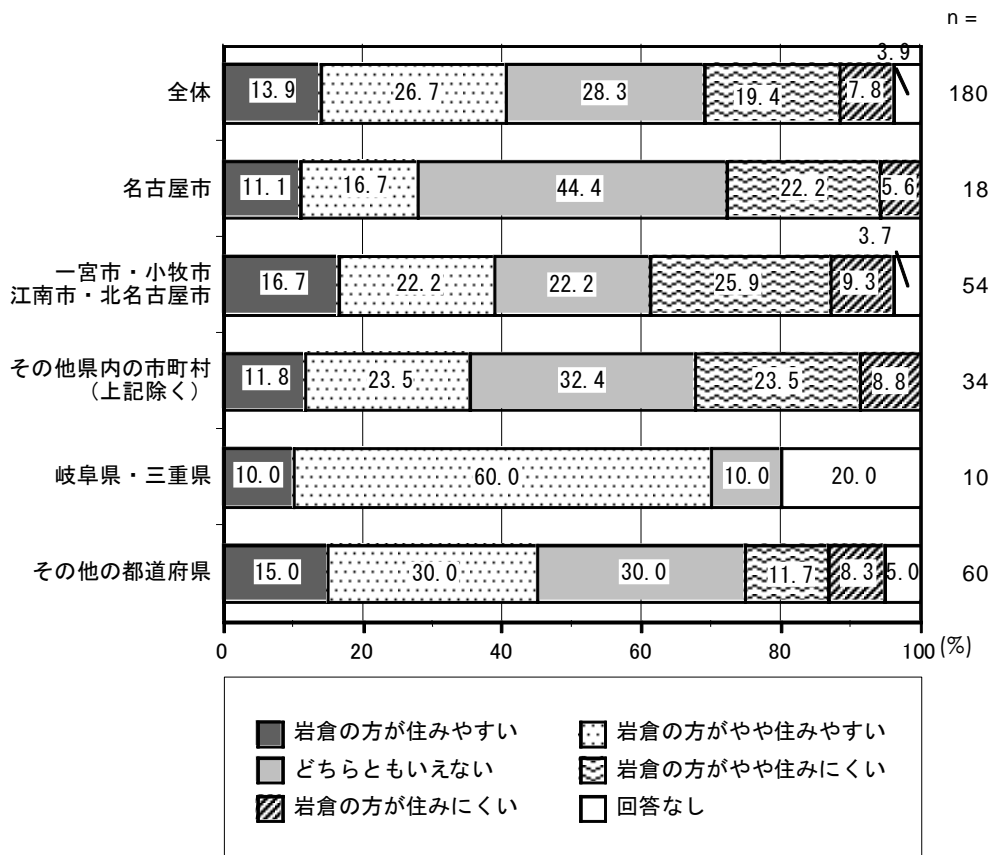 n =
3.9
全体 13.9 26.7 28.3 19.4 7.8 180
名古屋市 11.1 16.7 44.4 22.2 5.6 18
3.7
一宮市・小牧市
江南市・北名古屋市 16.7 22.2 22.2 25.9 9.3 54
その他県内の市町村
（上記除く） 11.8 23.5 32.4 23.5 8.8 34
岐阜県・三重県 10.0 60.0 10.0 20.0 10
その他の都道府県 15.0 30.0 30.0 11.7 8.3 5.0 60
0 20 40 60 80 100 (%)
岩倉の方が住みやすい 岩倉の方がやや住みやすい
どちらともいえない 岩倉の方がやや住みにくい
岩倉の方が住みにくい 回答なし